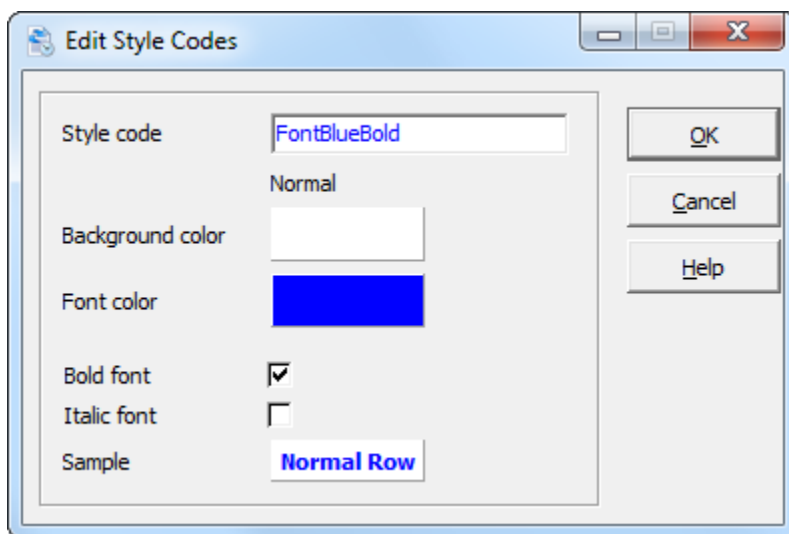 Edit Style Codes
Style code FontBlueBold
Normal
Background color
Font color
Bold font
Italic font
Sample Normal Row
OK
Cancel
Help